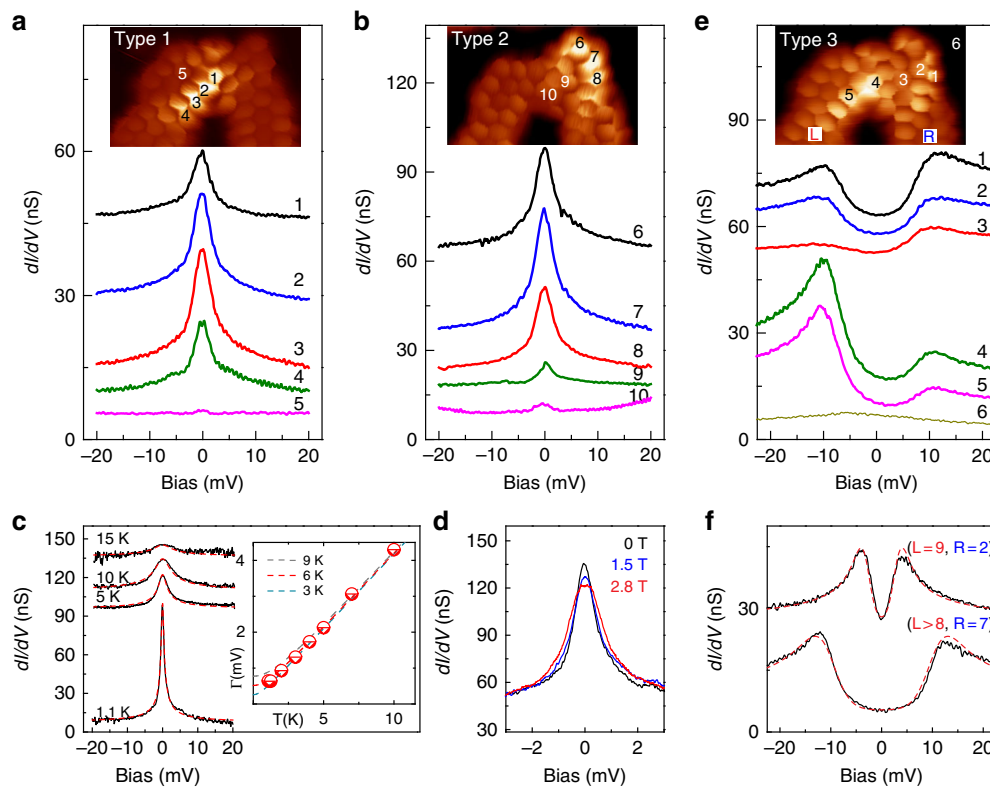 a
Type 1
5
1
2
3
4
60
30
0
dI/dV (nS)
1
2
3
4
5
−20 −10 0 10 20
Bias (mV)
b
Type 2
6
7
8
9
10
120
90
60
30
0
dI/dV (nS)
6
7
8
9
10
−20 −10 0 10 20
Bias (mV)
e
Type 3
6
2
1
3
4
5
L R
90
60
30
0
dI/dV (nS)
1
2
3
4
5
6
−20 −10 0 10 20
Bias (mV)
c
150
120
90
60
30
0
dI/dV (nS)
15 K
10 K
5 K
1.1 K
−20 −10 0 10 20
Bias (mV)
9 K
6 K
3 K
4
2
Γ(mV)
5 10
T(K)
d
160
130
60
30
90
dI/dV (nS)
0 T
1.5 T
2.8 T
−2 0 2
Bias (mV)
f
60
30
0
dI/dV (nS)
(L=9, R=2)
(L>8, R=7)
−20 −10 0 10 20
Bias (mV)